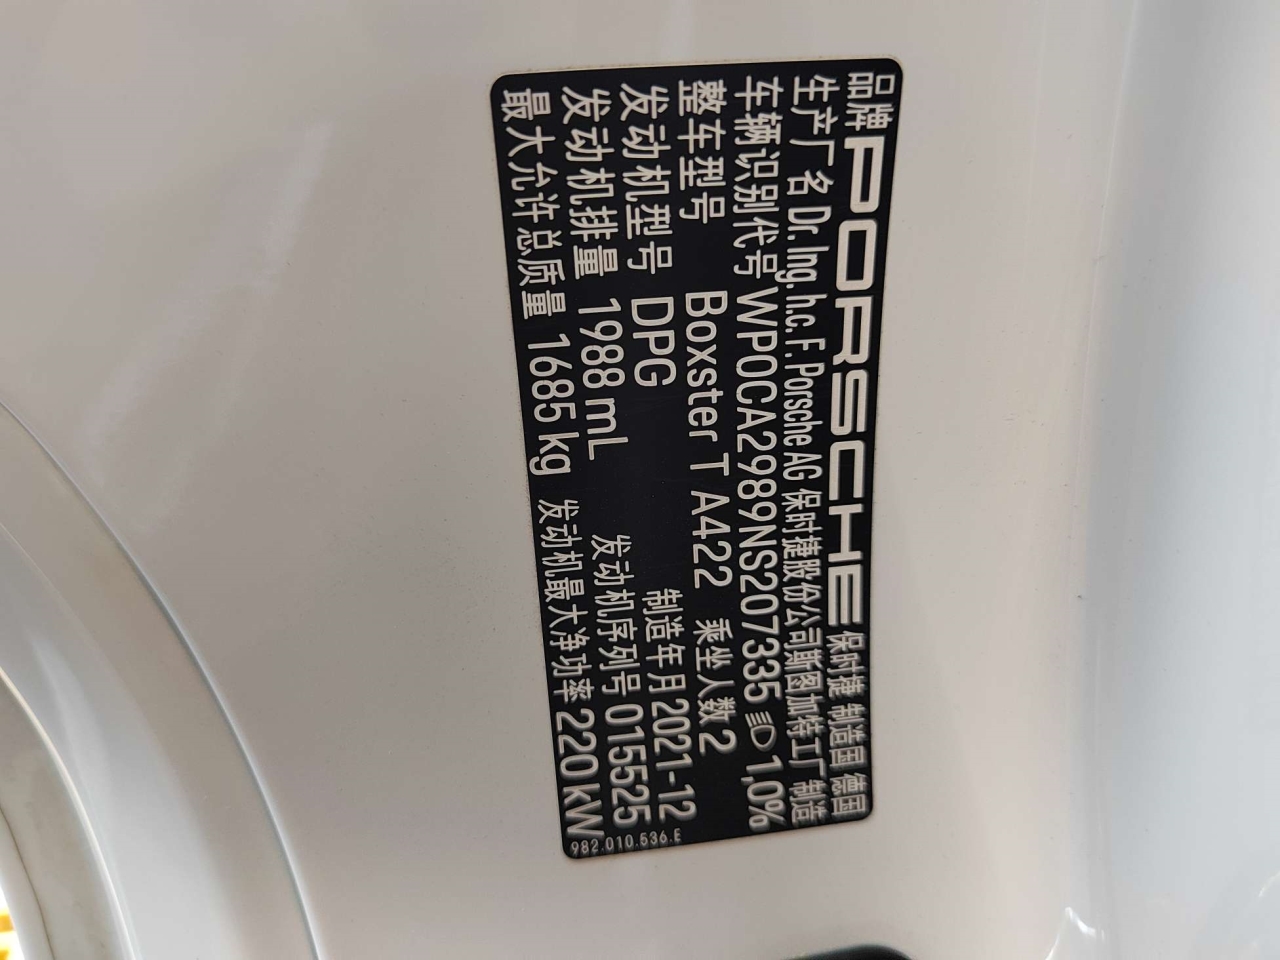 品牌 PORSCHE 保时捷 制造国 德国
生产厂名 Dr. Ing. h.c. F. Porsche AG 保时捷股份公司斯图加特工厂 制造
车辆识别代号 WP0CA2989NS207335 1,0%
整车型号 Boxster T A422 乘坐人数 2
发动机型号 DPG 制造年月 2021-12
发动机排量 1988 mL 发动机序列号 015525
最大允许总质量 1685 kg 发动机最大净功率 220 kW
982.010.536.E